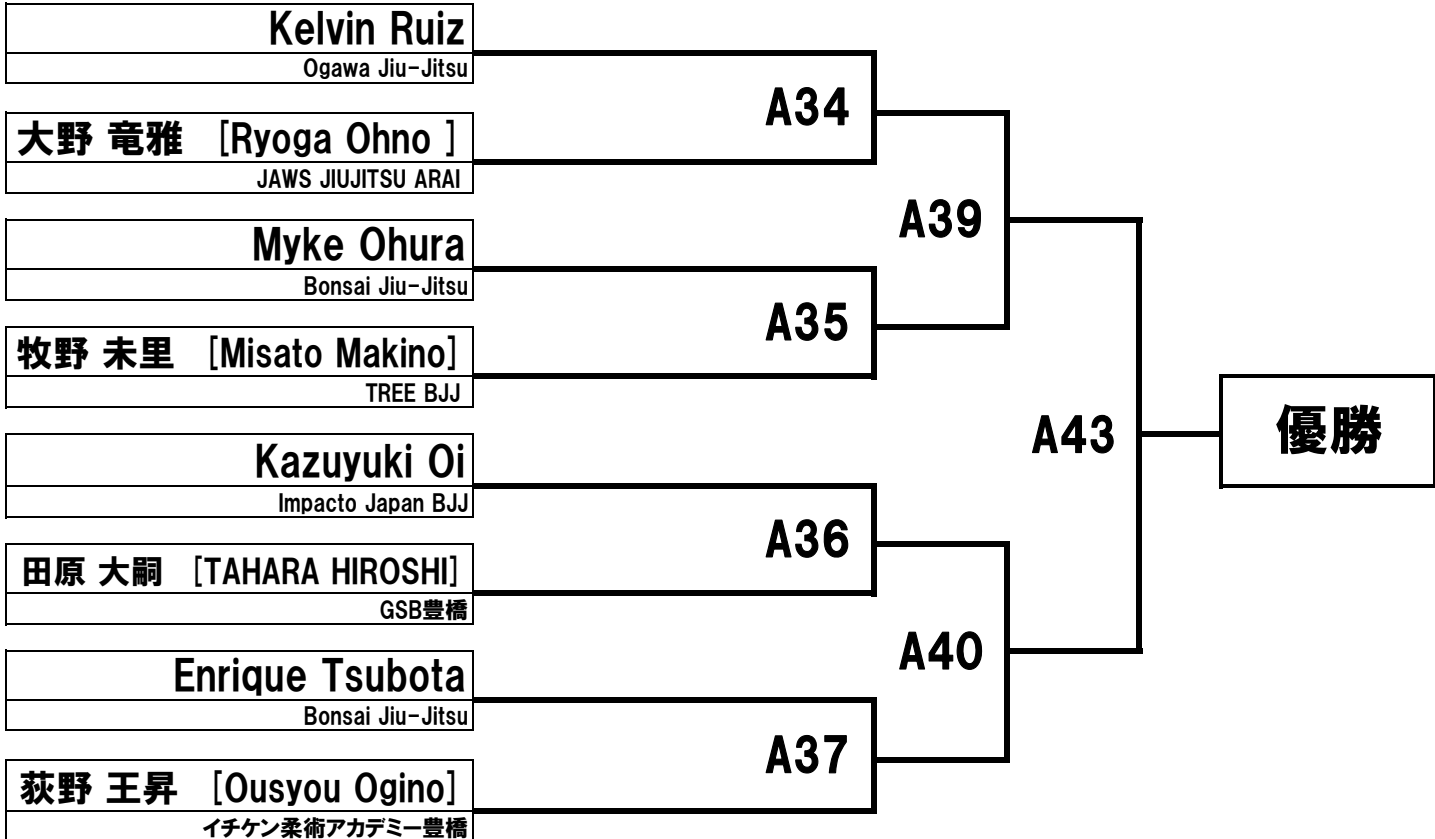 Kelvin Ruiz
Ogawa Jiu-Jitsu
大野 竜雅 [Ryoga Ohno ]
JAWS JIUJITSU ARAI
Myke Ohura
Bonsai Jiu-Jitsu
牧野 未里 [Misato Makino]
TREE BJJ
Kazuyuki Oi
Impacto Japan BJJ
田原 大嗣 [TAHARA HIROSHI]
GSB豊橋
Enrique Tsubota
Bonsai Jiu-Jitsu
荻野 王昇 [Ousyou Ogino]
イチケン柔術アカデミー豊橋
A34
A35
A36
A37
A39
A40
A43
優勝